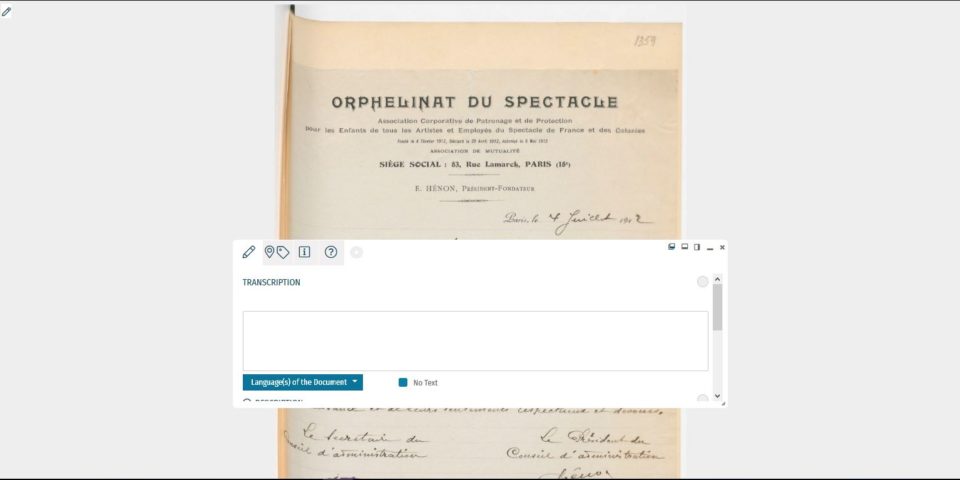 1359
ORPHELINAT DU SPECTACLE
Association Corporative de Patronage et de Protection
pour les Enfants de tous les Artistes et Employés du Spectacle de France et des Colonies
Fondé le 4 Février 1912, Déclaré le 29 Avril 1912, autorisé le 5 Mai 1912
ASSOCIATION DE MUTUALITÉ
SIÈGE SOCIAL : 53, Rue Lamarck, PARIS (18e)
E. HÉNON, Président-Fondateur
Paris, le 4 Juillet 1912
TRANSCRIPTION
Language(s) of the Document
No Text
DESCRIPTION
et de leurs sentiments respectueux et dévoués.
Le Secrétaire du
Conseil d'administration
Le Président du
Conseil d'administration
Hénon